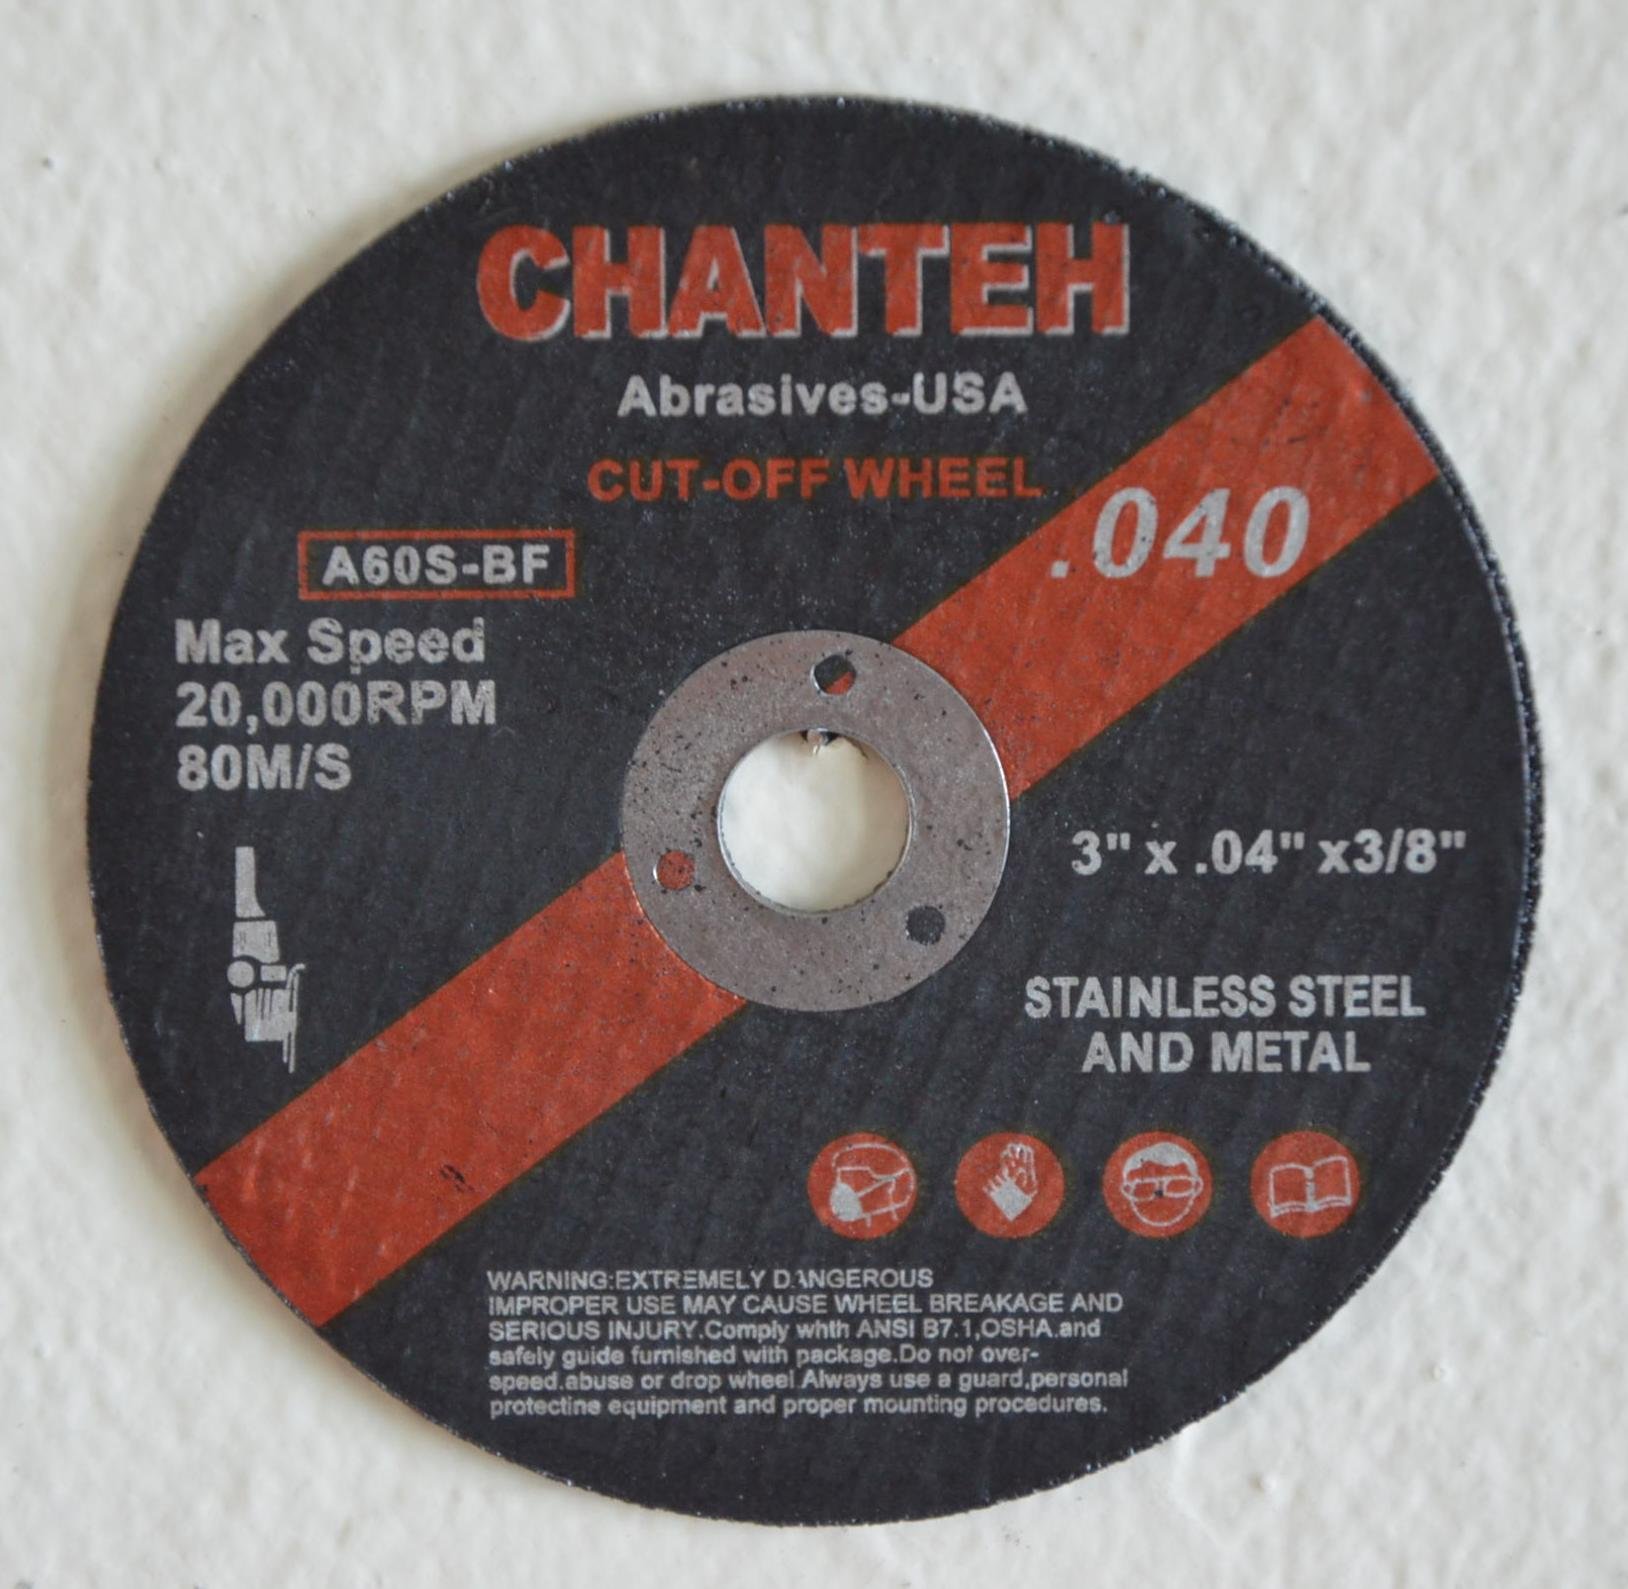 CHANTEH
Abrasives-USA
CUT-OFF WHEEL
.040
A60S-BF
Max Speed
20,000RPM
80M/S
3" x .04" x3/8"
STAINLESS STEEL
AND METAL
WARNING:EXTREMELY DANGEROUS
IMPROPER USE MAY CAUSE WHEEL BREAKAGE AND
SERIOUS INJURY.Comply whth ANSI B7.1,OSHA.and
safely guide furnished with package.Do not over-
speed.abuse or drop wheel.Always use a guard,personal
protectine equipment and proper mounting procedures.